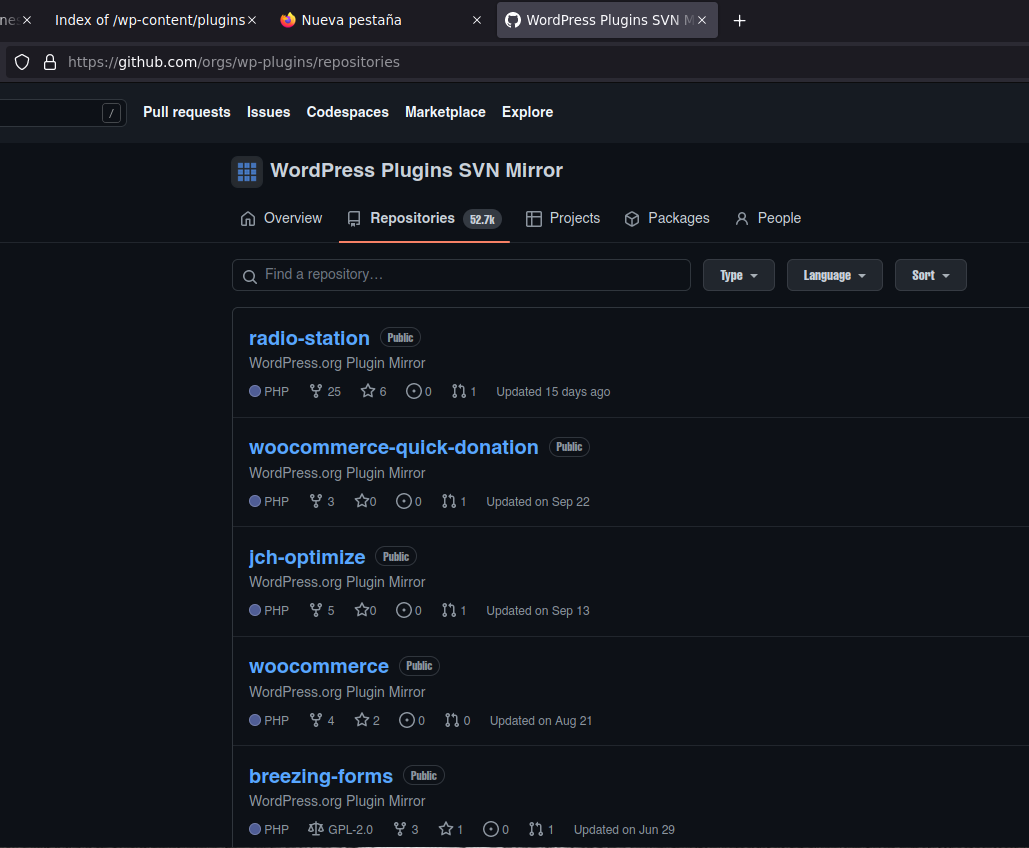 Index of /wp-content/plugins
Nueva pestaña
WordPress Plugins SVN M
https://github.com/orgs/wp-plugins/repositories
/
Pull requests Issues Codespaces Marketplace Explore
WordPress Plugins SVN Mirror
Overview Repositories 52.7k Projects Packages People
Find a repository… Type Language Sort
radio-station Public
WordPress.org Plugin Mirror
PHP 25 6 0 1 Updated 15 days ago
woocommerce-quick-donation Public
WordPress.org Plugin Mirror
PHP 3 0 0 1 Updated on Sep 22
jch-optimize Public
WordPress.org Plugin Mirror
PHP 5 0 0 1 Updated on Sep 13
woocommerce Public
WordPress.org Plugin Mirror
PHP 4 2 0 0 Updated on Aug 21
breezing-forms Public
WordPress.org Plugin Mirror
PHP GPL-2.0 3 1 0 1 Updated on Jun 29